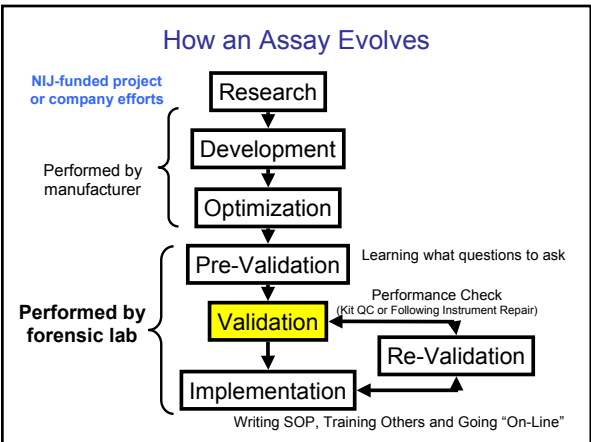 How an Assay Evolves
NIJ-funded project
or company efforts
Research
Development
Performed by
manufacturer
Optimization
Pre-Validation
Learning what questions to ask
Performed by
forensic lab
Validation
Performance Check
(Kit QC or Following Instrument Repair)
Re-Validation
Implementation
Writing SOP, Training Others and Going “On-Line”